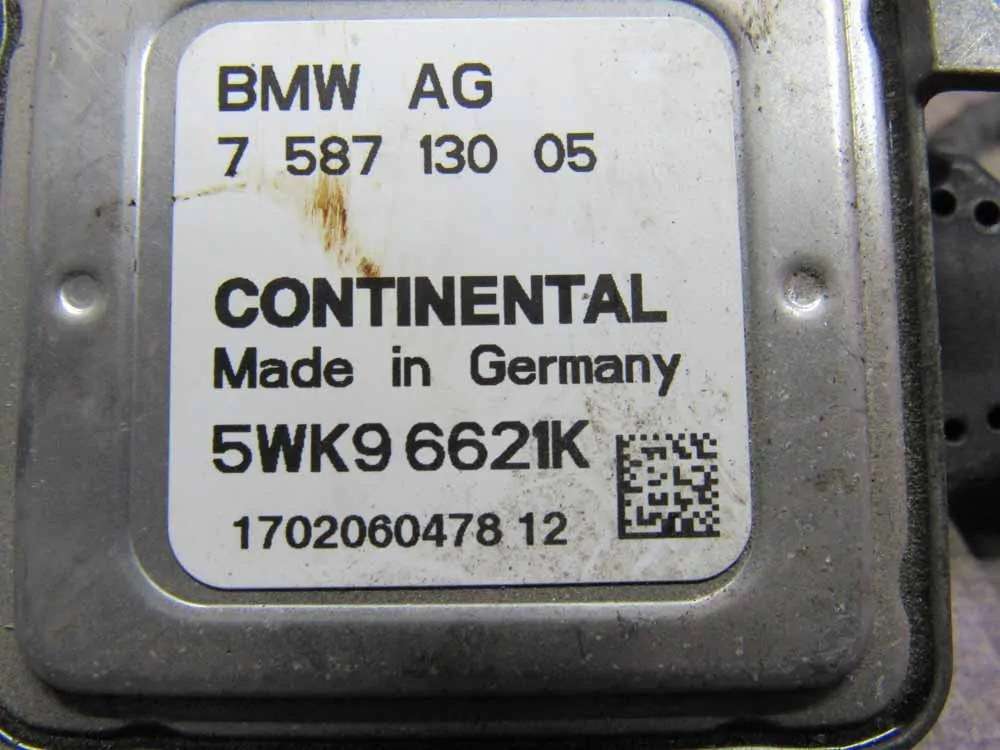 BMW AG
7 587 130 05
CONTINENTAL
Made in Germany
5WK9 6621K
1702060478 12